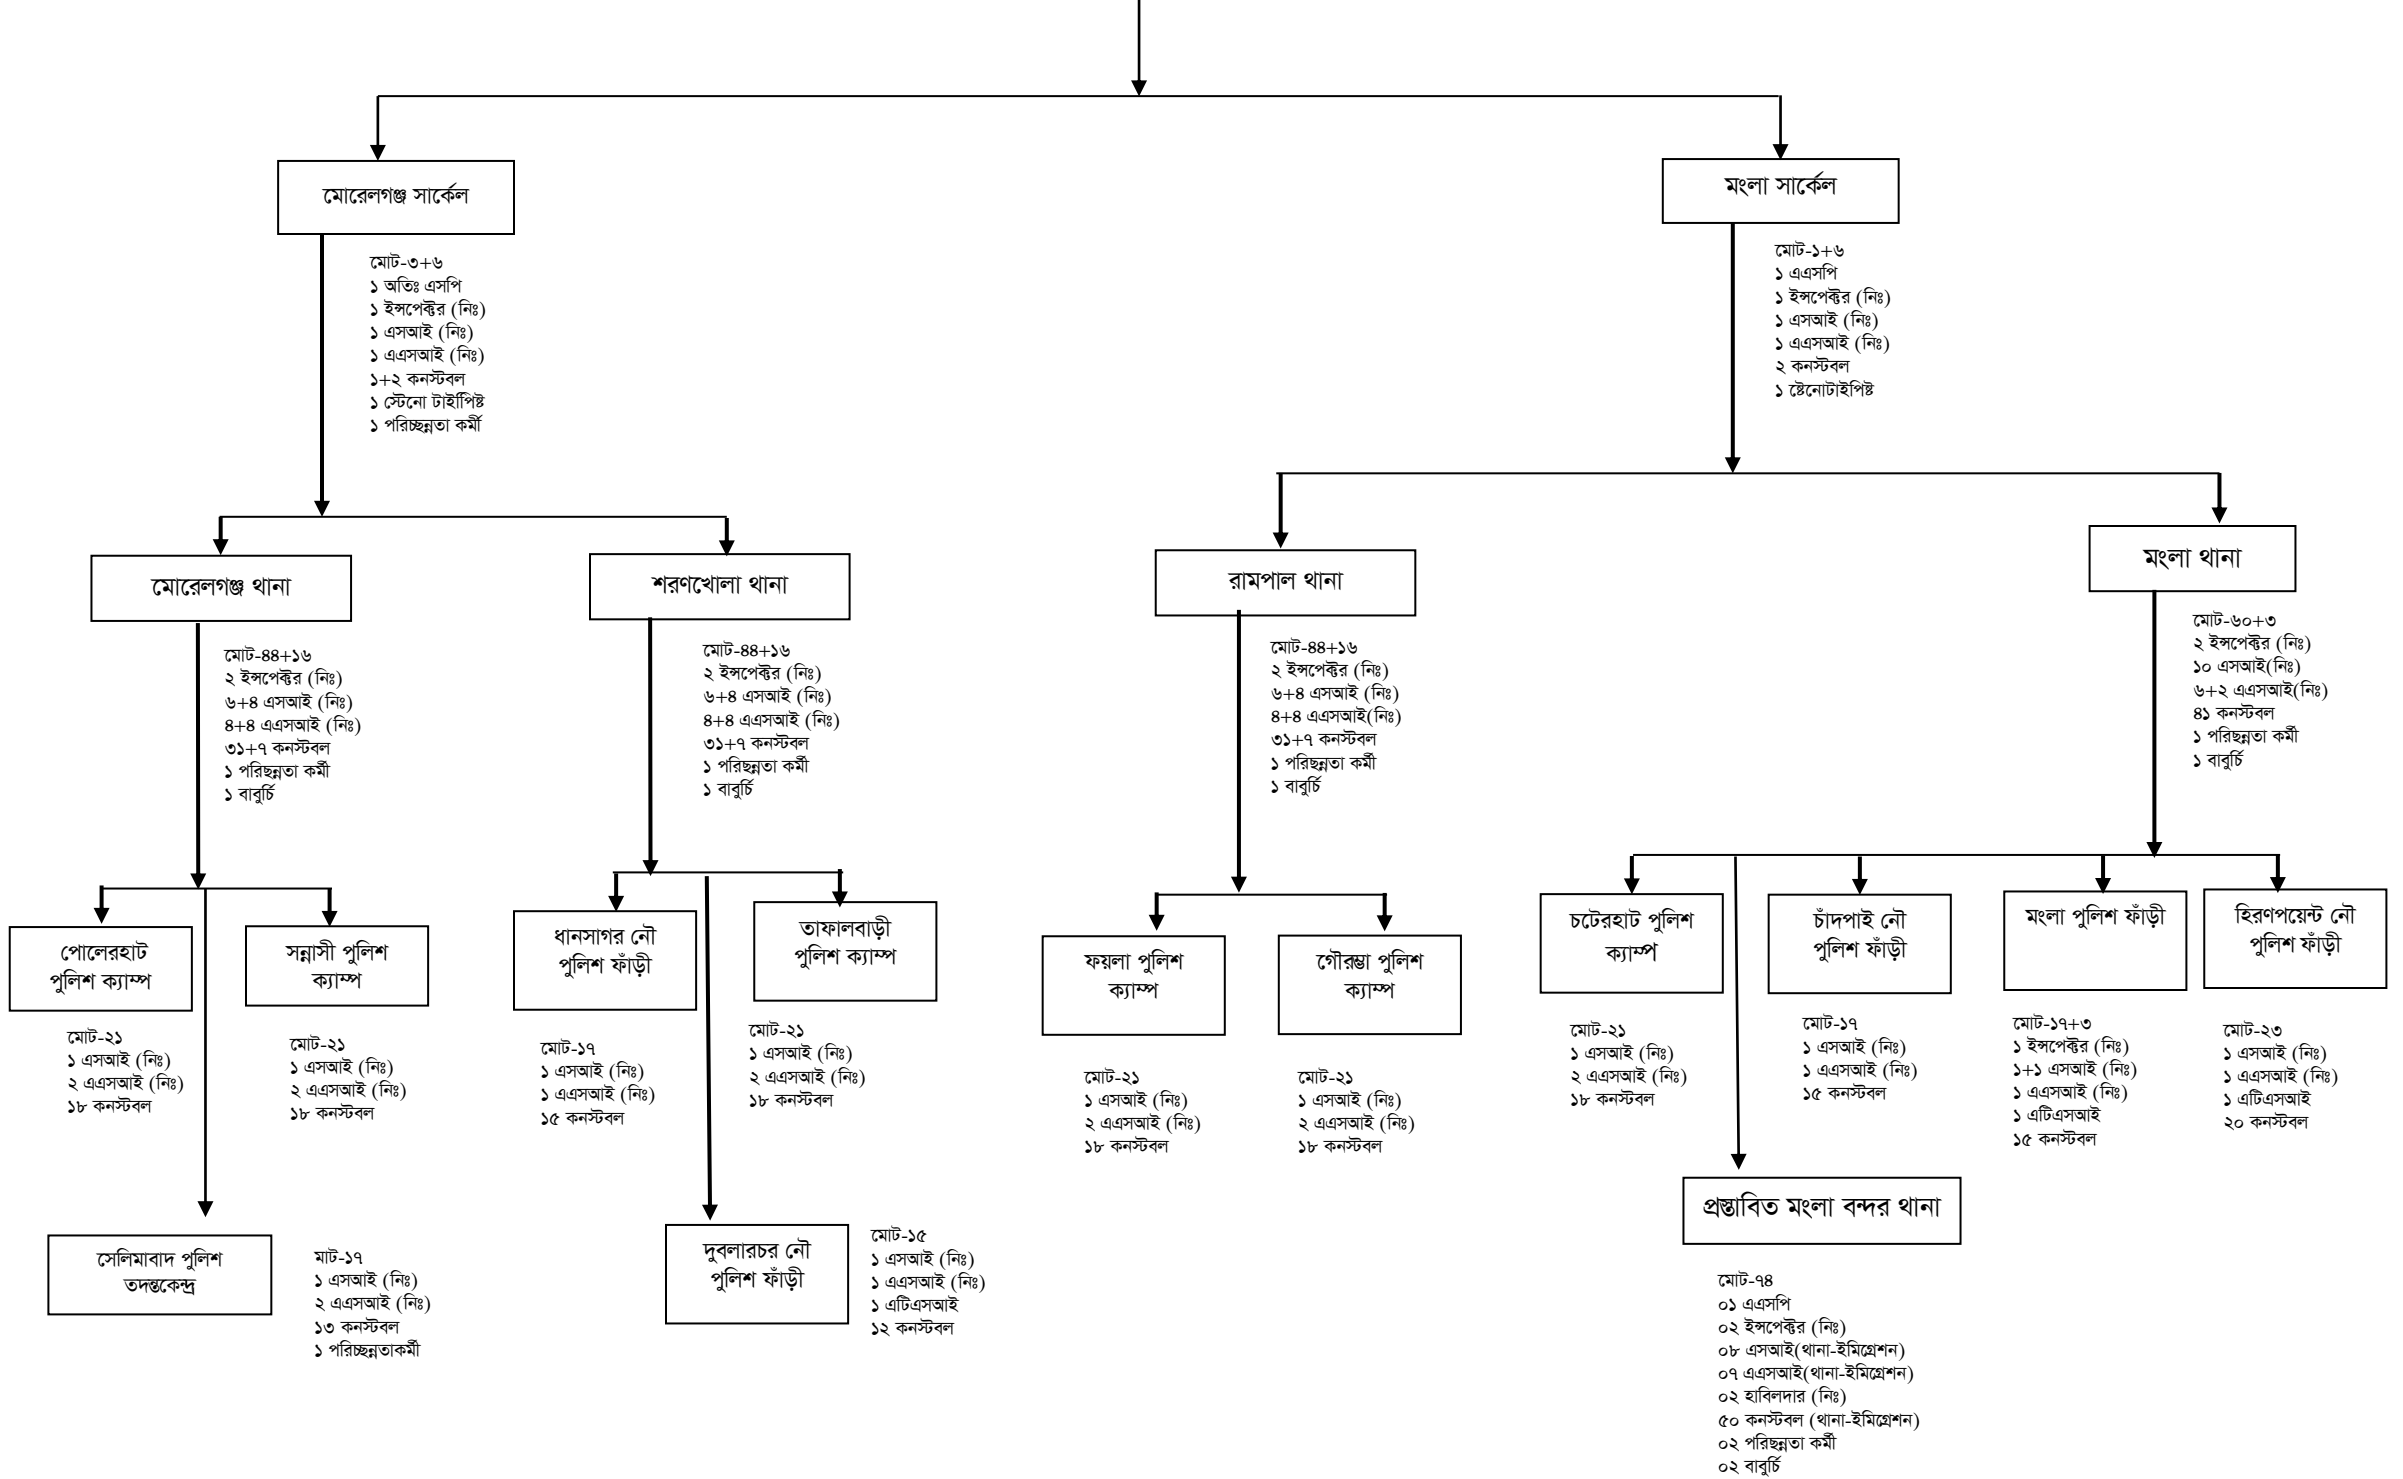 মোরেলগঞ্জ সার্কেল
মোট-৩+৬
১ অতিঃ এসপি
১ ইন্সপেক্টর (নিঃ)
১ এসআই (নিঃ)
১ এএসআই (নিঃ)
১+২ কনস্টবল
১ স্টেনো টাইপিষ্ট
১ পরিচ্ছন্নতা কর্মী
মংলা সার্কেল
মোট-১+৬
১ এএসপি
১ ইন্সপেক্টর (নিঃ)
১ এসআই (নিঃ)
১ এএসআই (নিঃ)
২ কনস্টবল
১ ষ্টেনোটাইপিষ্ট
মোরেলগঞ্জ থানা
মোট-৪৪+১৬
২ ইন্সপেক্টর (নিঃ)
৬+৪ এসআই (নিঃ)
৪+৪ এএসআই (নিঃ)
৩১+৭ কনস্টবল
১ পরিছন্নতা কর্মী
১ বাবুর্চি
শরণখোলা থানা
মোট-৪৪+১৬
২ ইন্সপেক্টর (নিঃ)
৬+৪ এসআই (নিঃ)
৪+৪ এএসআই (নিঃ)
৩১+৭ কনস্টবল
১ পরিছন্নতা কর্মী
১ বাবুর্চি
রামপাল থানা
মোট-৪৪+১৬
২ ইন্সপেক্টর (নিঃ)
৬+৪ এসআই (নিঃ)
৪+৪ এএসআই(নিঃ)
৩১+৭ কনস্টবল
১ পরিছন্নতা কর্মী
১ বাবুর্চি
মংলা থানা
মোট-৬০+৩
২ ইন্সপেক্টর (নিঃ)
১০ এসআই(নিঃ)
৬+২ এএসআই(নিঃ)
৪১ কনস্টবল
১ পরিছন্নতা কর্মী
১ বাবুর্চি
পোলেরহাট
পুলিশ ক্যাম্প
মোট-২১
১ এসআই (নিঃ)
২ এএসআই (নিঃ)
১৮ কনস্টবল
সন্নাসী পুলিশ
ক্যাম্প
মোট-২১
১ এসআই (নিঃ)
২ এএসআই (নিঃ)
১৮ কনস্টবল
ধানসাগর নৌ
পুলিশ ফাঁড়ী
মোট-১৭
১ এসআই (নিঃ)
১ এএসআই (নিঃ)
১৫ কনস্টবল
তাফালবাড়ী
পুলিশ ক্যাম্প
মোট-২১
১ এসআই (নিঃ)
২ এএসআই (নিঃ)
১৮ কনস্টবল
ফয়লা পুলিশ
ক্যাম্প
মোট-২১
১ এসআই (নিঃ)
২ এএসআই (নিঃ)
১৮ কনস্টবল
গৌরম্ভা পুলিশ
ক্যাম্প
মোট-২১
১ এসআই (নিঃ)
২ এএসআই (নিঃ)
১৮ কনস্টবল
চটেরহাট পুলিশ
ক্যাম্প
মোট-২১
১ এসআই (নিঃ)
২ এএসআই (নিঃ)
১৮ কনস্টবল
চাঁদপাই নৌ
পুলিশ ফাঁড়ী
মোট-১৭
১ এসআই (নিঃ)
১ এএসআই (নিঃ)
১৫ কনস্টবল
মংলা পুলিশ ফাঁড়ী
মোট-১৭+৩
১ ইন্সপেক্টর (নিঃ)
১+১ এসআই (নিঃ)
১ এএসআই (নিঃ)
১ এটিএসআই
১৫ কনস্টবল
হিরণপয়েন্ট নৌ
পুলিশ ফাঁড়ী
মোট-২৩
১ এসআই (নিঃ)
১ এএসআই (নিঃ)
১ এটিএসআই
২০ কনস্টবল
সেলিমাবাদ পুলিশ
তদন্তকেন্দ্র
মাট-১৭
১ এসআই (নিঃ)
২ এএসআই (নিঃ)
১৩ কনস্টবল
১ পরিচ্ছন্নতাকর্মী
দুবলারচর নৌ
পুলিশ ফাঁড়ী
মোট-১৫
১ এসআই (নিঃ)
১ এএসআই (নিঃ)
১ এটিএসআই
১২ কনস্টবল
প্রস্তাবিত মংলা বন্দর থানা
মোট-৭৪
০১ এএসপি
০২ ইন্সপেক্টর (নিঃ)
০৮ এসআই(থানা-ইমিগ্রেশন)
০৭ এএসআই(থানা-ইমিগ্রেশন)
০২ হাবিলদার (নিঃ)
৫০ কনস্টবল (থানা-ইমিগ্রেশন)
০২ পরিছন্নতা কর্মী
০২ বাবুর্চি